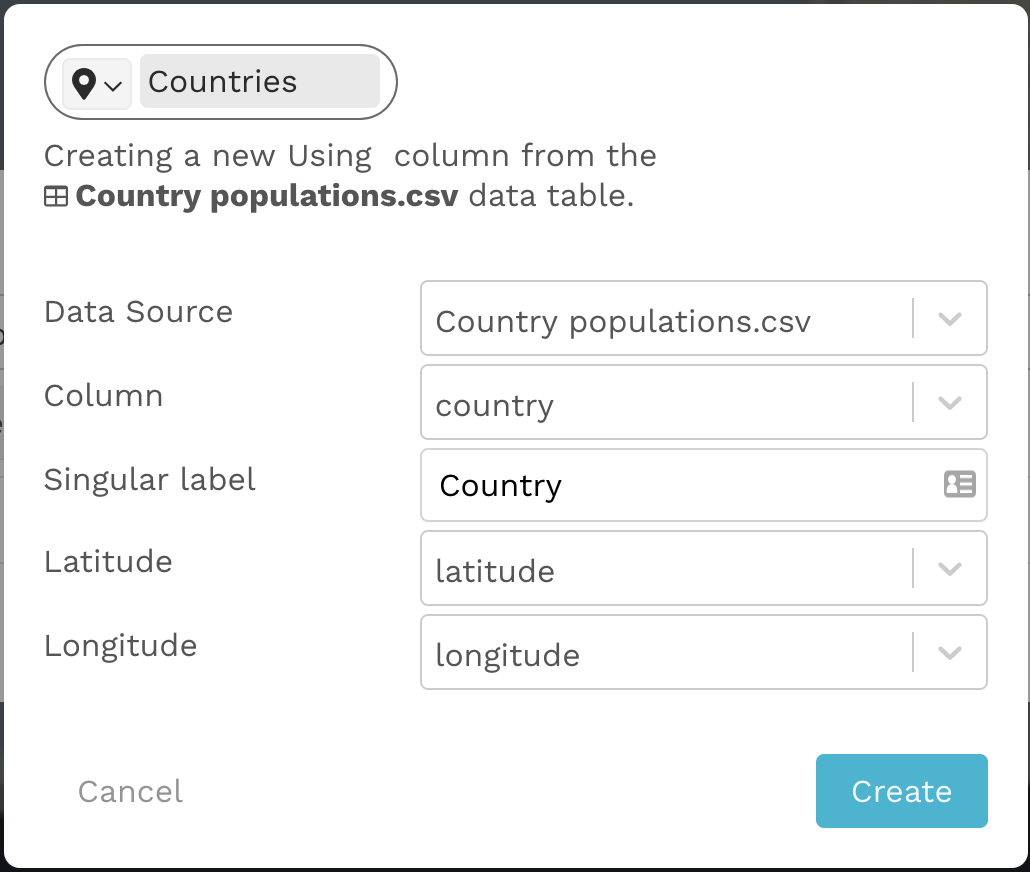 Countries
Creating a new Using column from the
Country populations.csv data table.
Data Source
Country populations.csv
Column
country
Singular label
Country
Latitude
latitude
Longitude
longitude
Cancel
Create